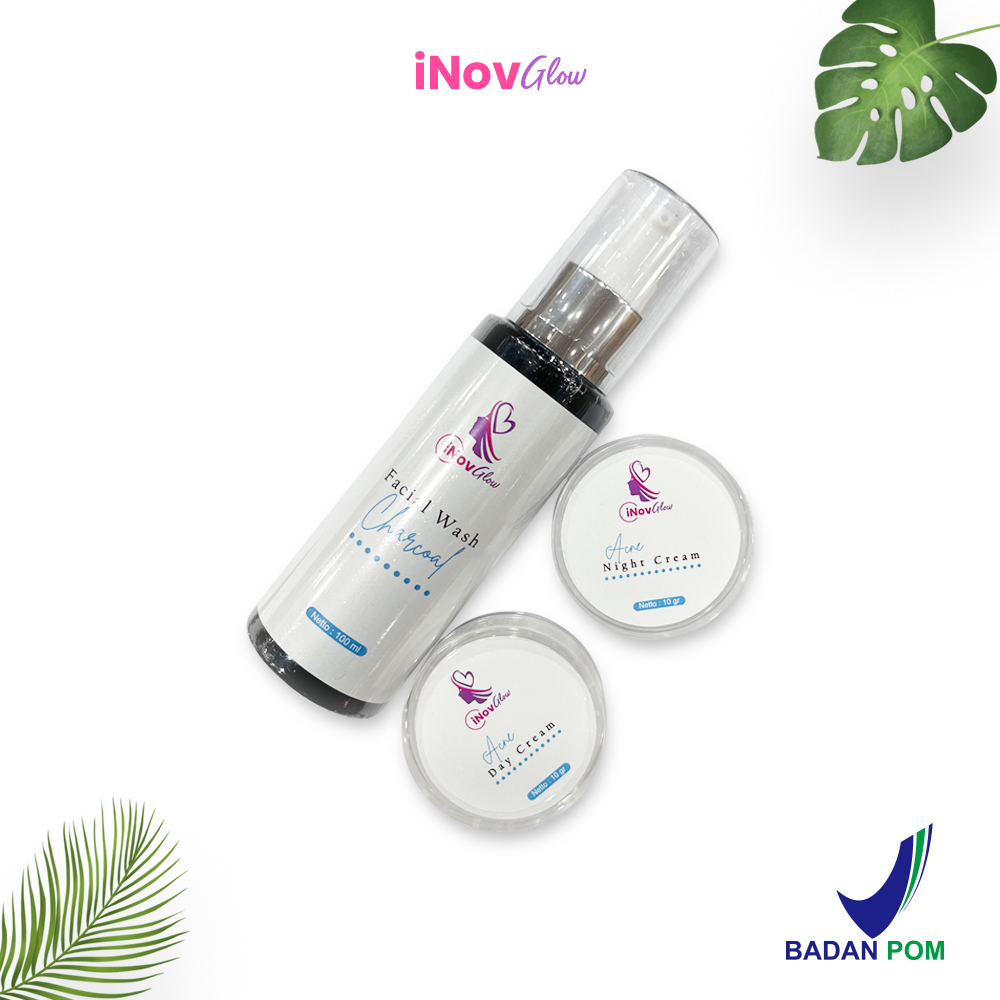 iNovGlow
iNovGlow
Facial Wash
Charcoal
Netto : 100 ml
iNovGlow
Acne
Night Cream
Netto : 10 gr
iNovGlow
Acne
Day Cream
Netto : 10 gr
BADAN POM